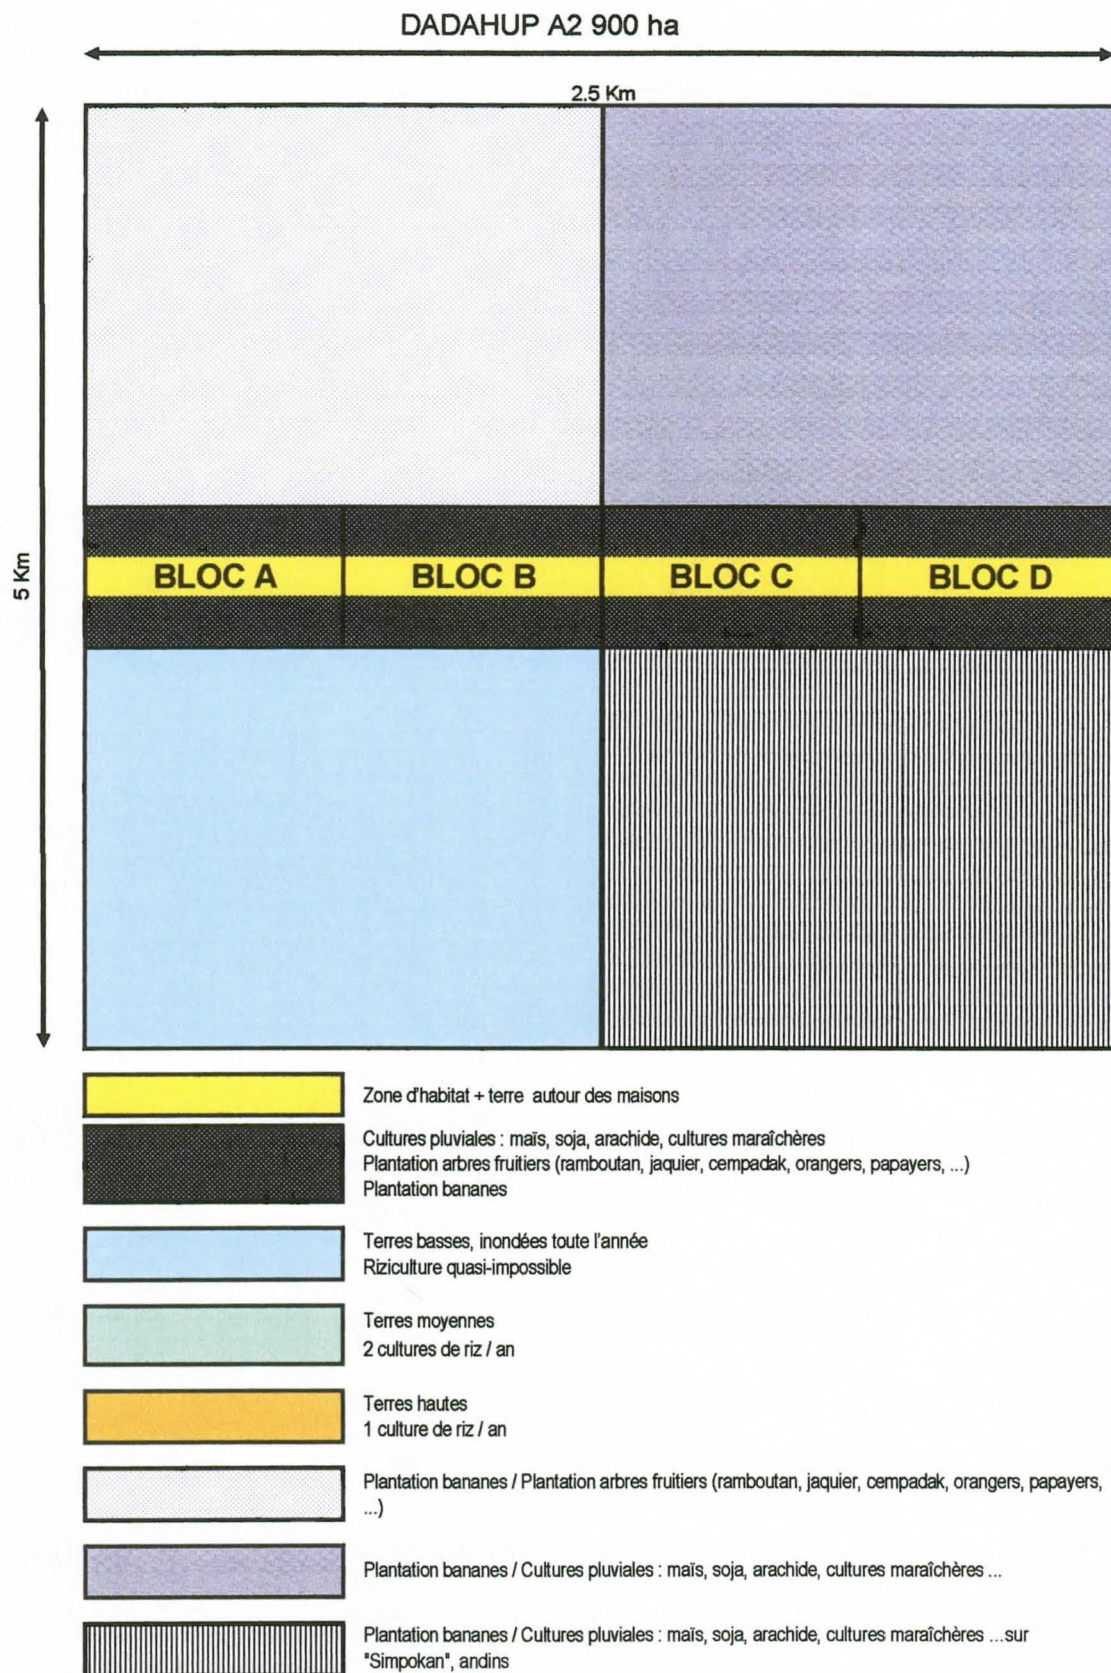 DADAHUP A2 900 ha
2.5 Km
5 Km
BLOC A
BLOC B
BLOC C
BLOC D
Zone d'habitat + terre autour des maisons
Cultures pluviales : maïs, soja, arachide, cultures maraîchères
Plantation arbres fruitiers (ramboutan, jaquier, cempadak, orangers, papayers, ...)
Plantation bananes
Terres basses, inondées toute l'année
Riziculture quasi-impossible
Terres moyennes
2 cultures de riz / an
Terres hautes
1 culture de riz / an
Plantation bananes / Plantation arbres fruitiers (ramboutan, jaquier, cempadak, orangers, papayers,
...)
Plantation bananes / Cultures pluviales : maïs, soja, arachide, cultures maraîchères ...
Plantation bananes / Cultures pluviales : maïs, soja, arachide, cultures maraîchères ...sur
"Simpokan", andins